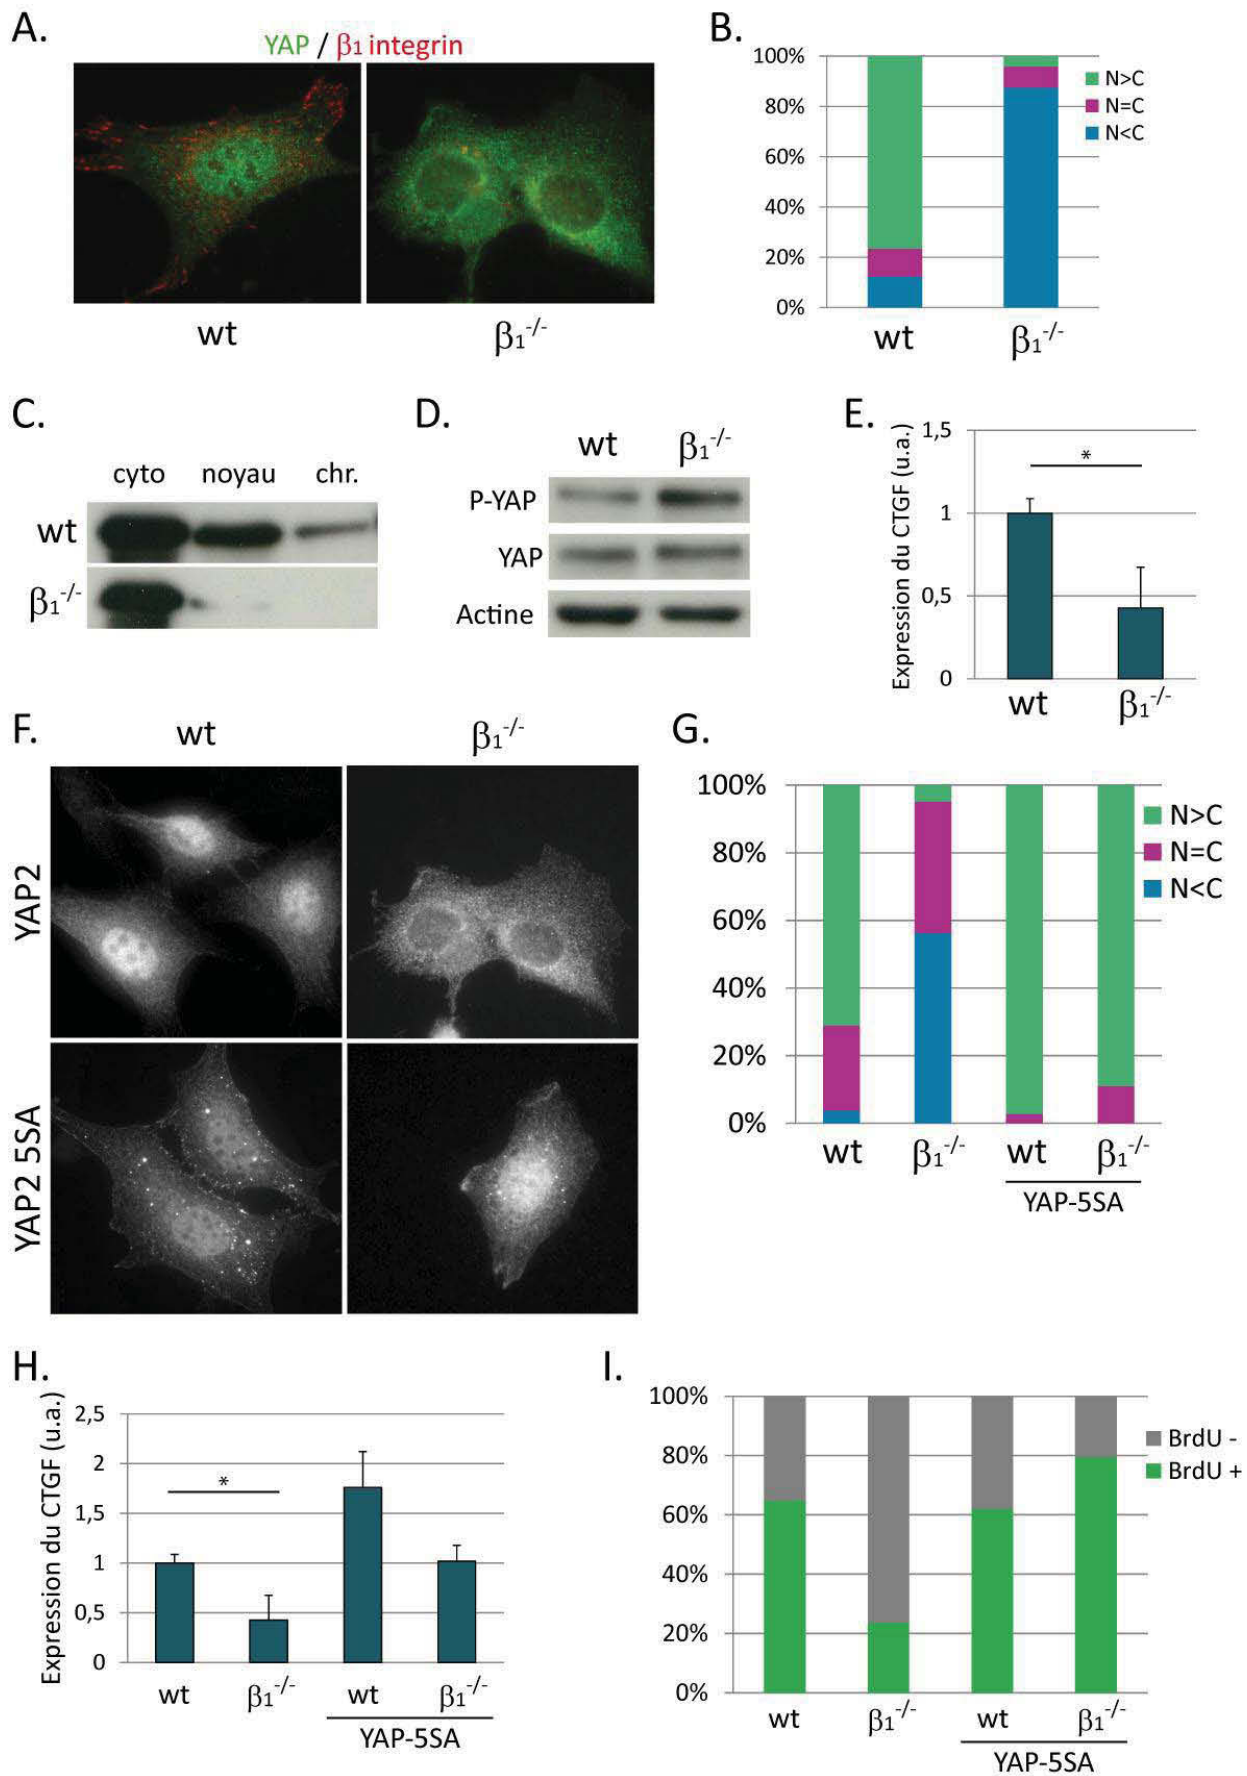 A.
YAP / β1 integrin
wt
β1-/-
B.
100%
80%
60%
40%
20%
0%
N>C
N=C
N<C
wt
β1-/-
C.
cyto noyau chr.
wt
β1-/-
D.
wt β1-/-
P-YAP
YAP
Actine
E.
Expression du CTGF (u.a.)
1,5
1
0,5
0
*
wt
β1-/-
F.
wt
β1-/-
YAP2
YAP2 5SA
G.
100%
80%
60%
40%
20%
0%
N>C
N=C
N<C
wt β1-/- wt β1-/-
YAP-5SA
H.
Expression du CTGF (u.a.)
2,5
2
1,5
1
0,5
0
*
wt β1-/- wt β1-/-
YAP-5SA
I.
100%
80%
60%
40%
20%
0%
BrdU -
BrdU +
wt β1-/- wt β1-/-
YAP-5SA